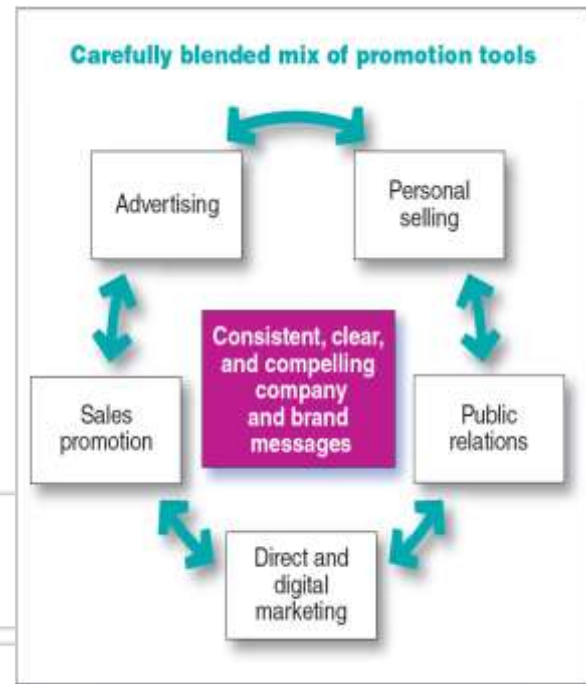 Carefully blended mix of promotion tools
Advertising
Personal
selling
Consistent, clear,
and compelling
company
and brand
messages
Sales
promotion
Public
relations
Direct and
digital
marketing